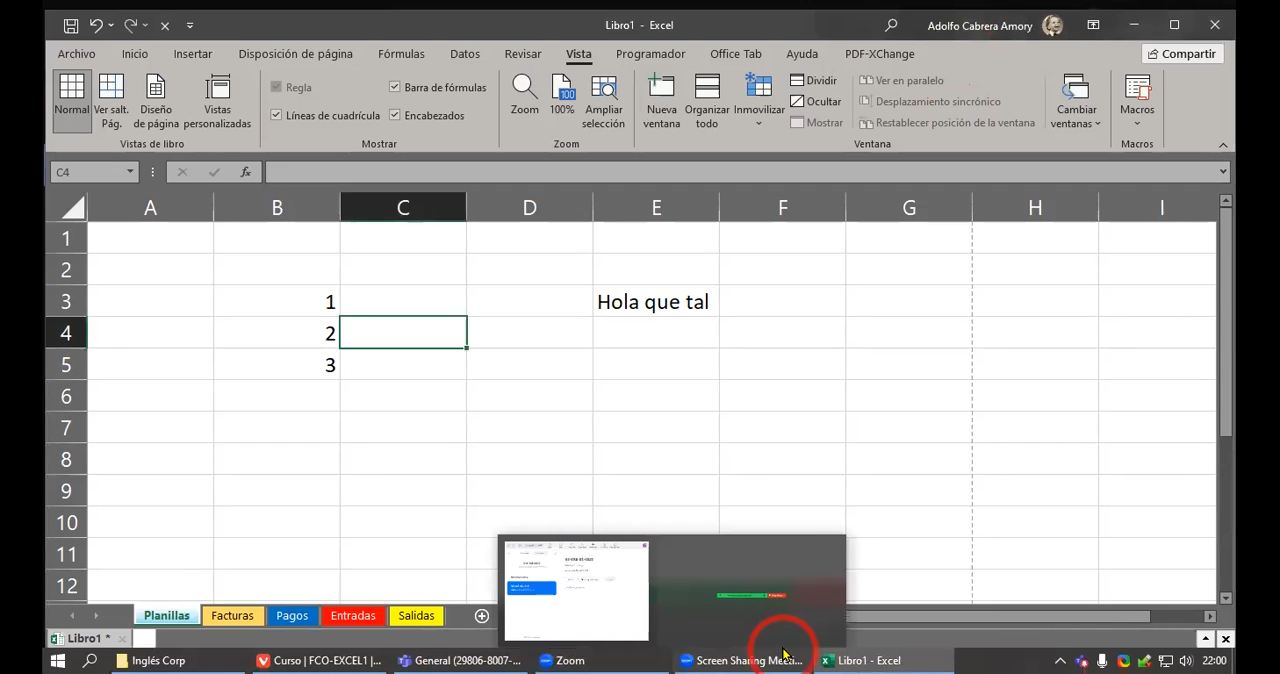 Libro1 - Excel
Adolfo Cabrera Amory
Archivo Inicio Insertar Disposición de página Fórmulas Datos Revisar Vista Programador Office Tab Ayuda PDF-XChange Compartir
Normal
Ver salt. Pág.
Diseño de página
Vistas personalizadas
Vistas de libro
Regla
Líneas de cuadrícula
Barra de fórmulas
Encabezados
Mostrar
Zoom
100
100%
Ampliar selección
Zoom
Nueva ventana
Organizar todo
Inmovilizar
Dividir
Ocultar
Mostrar
Ver en paralelo
Desplazamiento sincrónico
Restablecer posición de la ventana
Cambiar ventanas
Ventana
Macros
Macros
C4 fx
A B C D E F G H I
1
2
3 1 Hola que tal
4 2
5 3
6
7
8
9
10
11
12
Planillas Facturas Pagos Entradas Salidas
Libro1 *
Inglés Corp Curso | FCO-EXCEL1 |... General (29806-8007-... Zoom Screen Sharing Meeti... Libro1 - Excel 22:00